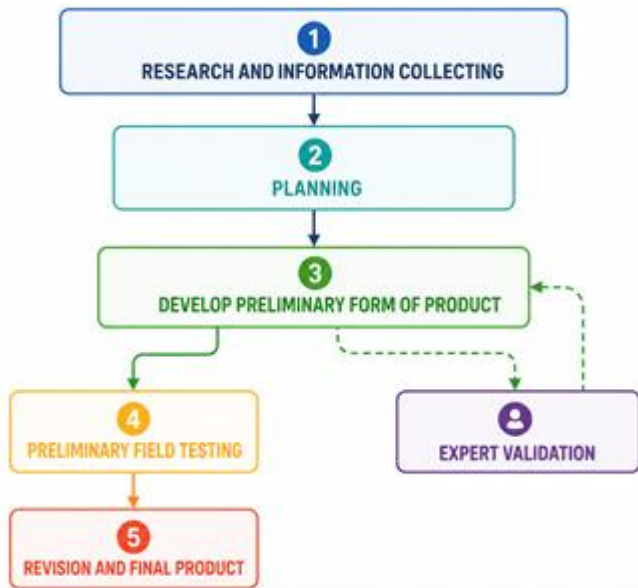 1
RESEARCH AND INFORMATION COLLECTING
2
PLANNING
3
DEVELOP PRELIMINARY FORM OF PRODUCT
4
PRELIMINARY FIELD TESTING
EXPERT VALIDATION
5
REVISION AND FINAL PRODUCT